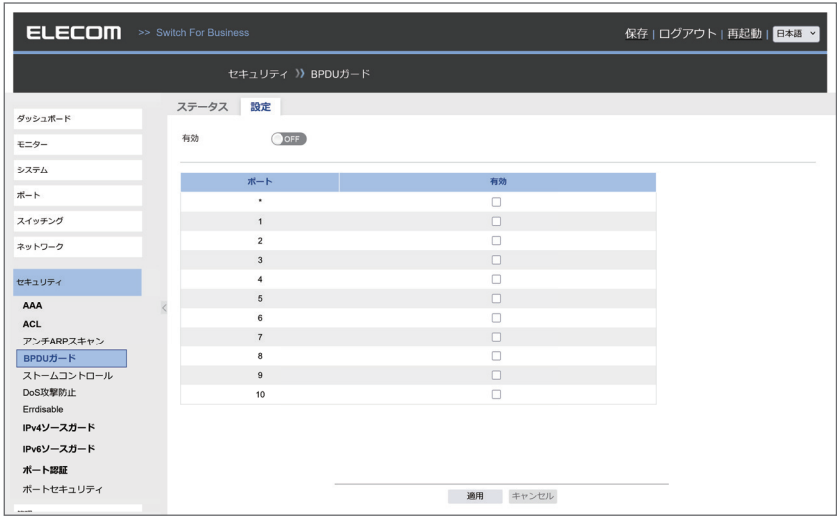 ELECOM >> Switch For Business 保存 | ログアウト | 再起動 | 日本語
セキュリティ 》 BPDUガード
ステータス 設定
有効 OFF
ポート 有効
*
1
2
3
4
5
6
7
8
9
10
適用 キャンセル
ダッシュボード
モニター
システム
ポート
スイッチング
ネットワーク
セキュリティ
AAA
ACL
アンチARPスキャン
BPDUガード
ストームコントロール
DoS攻撃防止
Errdisable
IPv4ソースガード
IPv6ソースガード
ポート認証
ポートセキュリティ